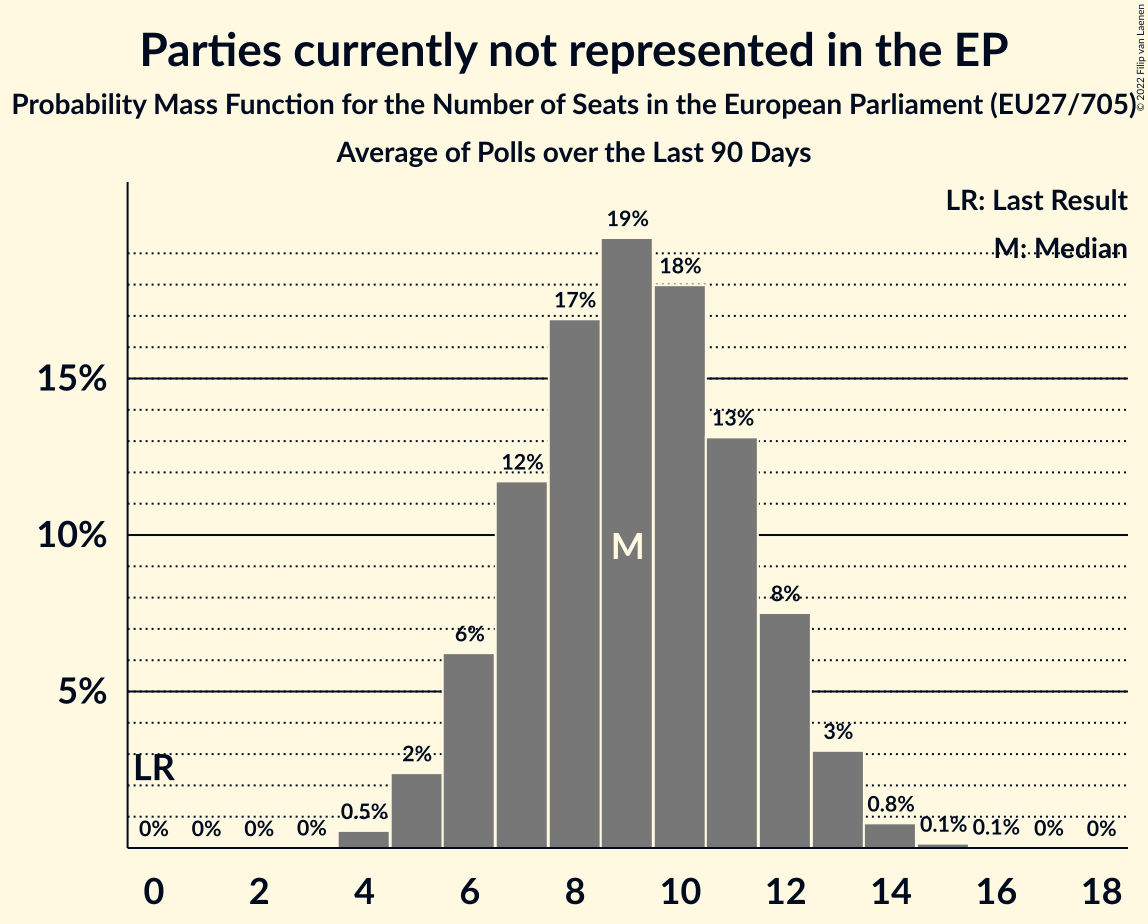 Parties currently not represented in the EP
Probability Mass Function for the Number of Seats in the European Parliament (EU27/705)
Average of Polls over the Last 90 Days
© 2022 Filip van Laenen
LR: Last Result
M: Median
19%
18%
17%
15%
13%
12%
10%
M
8%
6%
5%
3%
2%
LR
0.8%
0.5%
0% 0% 0% 0% 0.1% 0.1% 0% 0%
0 2 4 6 8 10 12 14 16 18